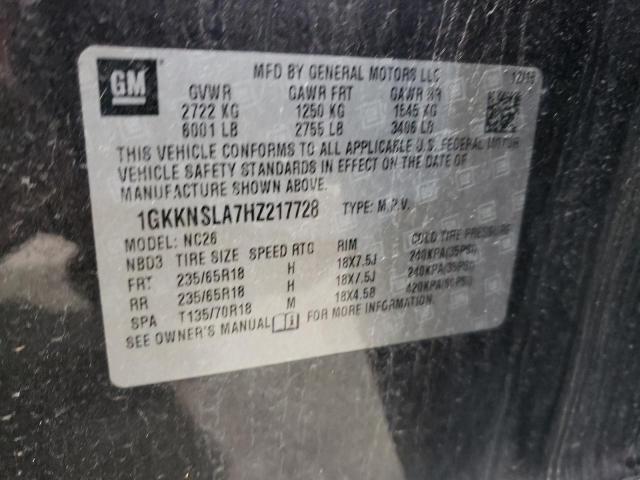 GM
MFD BY GENERAL MOTORS LLC 12/16
GVWR GAWR FRT GAWR RR
2722 KG 1250 KG 1545 KG
6001 LB 2755 LB 3406 LB
THIS VEHICLE CONFORMS TO ALL APPLICABLE U.S. FEDERAL MOTOR
VEHICLE SAFETY STANDARDS IN EFFECT ON THE DATE OF
MANUFACTURE SHOWN ABOVE.
1GKKNSLA7HZ217728 TYPE: M.P.V.
MODEL: NC26
NBD3 TIRE SIZE SPEED RTG RIM COLD TIRE PRESSURE
FRT 235/65R18 H 18X7.5J 240KPA(35PSI)
RR 235/65R18 H 18X7.5J 240KPA(35PSI)
SPA T135/70R18 M 18X4.5B 420KPA(60PSI)
SEE OWNER'S MANUAL FOR MORE INFORMATION.